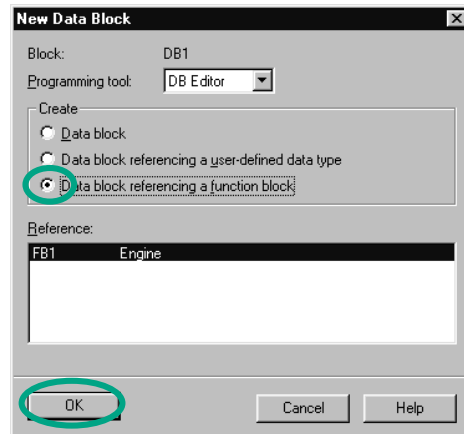 New Data Block
Block: DB1
Programming tool: DB Editor
Create
Data block
Data block referencing a user-defined data type
Data block referencing a function block
Reference:
FB1 Engine
OK Cancel Help